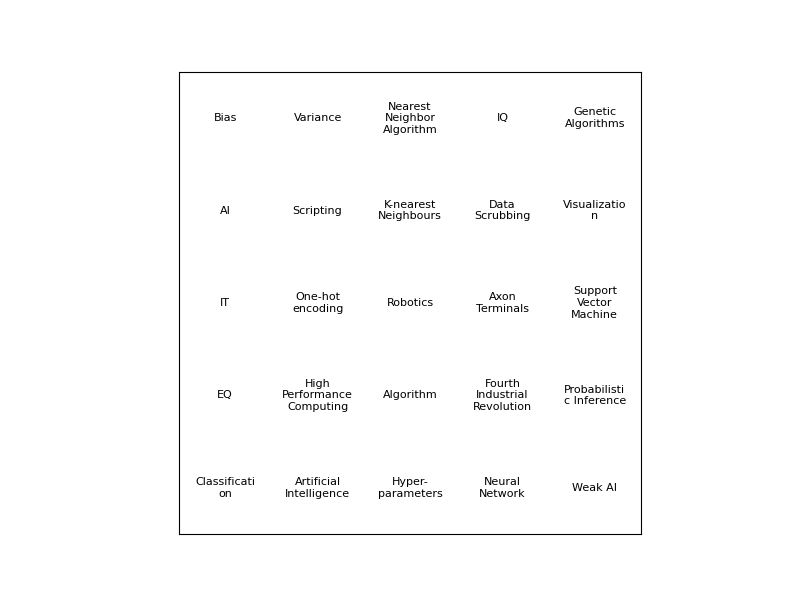 Bias
Variance
Nearest
Neighbor
Algorithm
IQ
Genetic
Algorithms
AI
Scripting
K-nearest
Neighbours
Data
Scrubbing
Visualizatio
n
IT
One-hot
encoding
Robotics
Axon
Terminals
Support
Vector
Machine
EQ
High
Performance
Computing
Algorithm
Fourth
Industrial
Revolution
Probabilisti
c Inference
Classificati
on
Artificial
Intelligence
Hyper-
parameters
Neural
Network
Weak AI